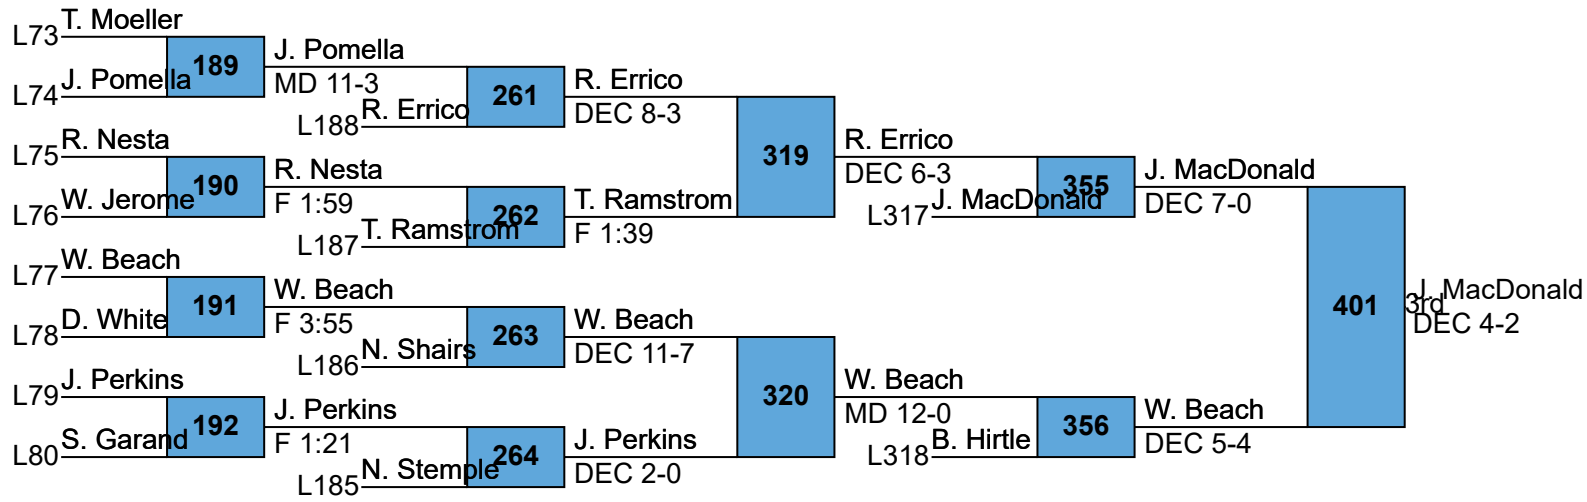 L73 T. Moeller
189
L74 J. Pomella
J. Pomella
MD 11-3
261
L188 R. Errico
R. Errico
DEC 8-3
L75 R. Nesta
190
L76 W. Jerome
R. Nesta
F 1:59
262
L187 T. Ramstrom
T. Ramstrom
F 1:39
319
R. Errico
DEC 6-3
355
L317 J. MacDonald
J. MacDonald
DEC 7-0
L77 W. Beach
191
L78 D. White
W. Beach
F 3:55
263
L186 N. Shairs
W. Beach
DEC 11-7
L79 J. Perkins
192
L80 S. Garand
J. Perkins
F 1:21
264
L185 N. Stemple
J. Perkins
DEC 2-0
320
W. Beach
MD 12-0
356
L318 B. Hirtle
W. Beach
DEC 5-4
401
3rd
J. MacDonald
DEC 4-2